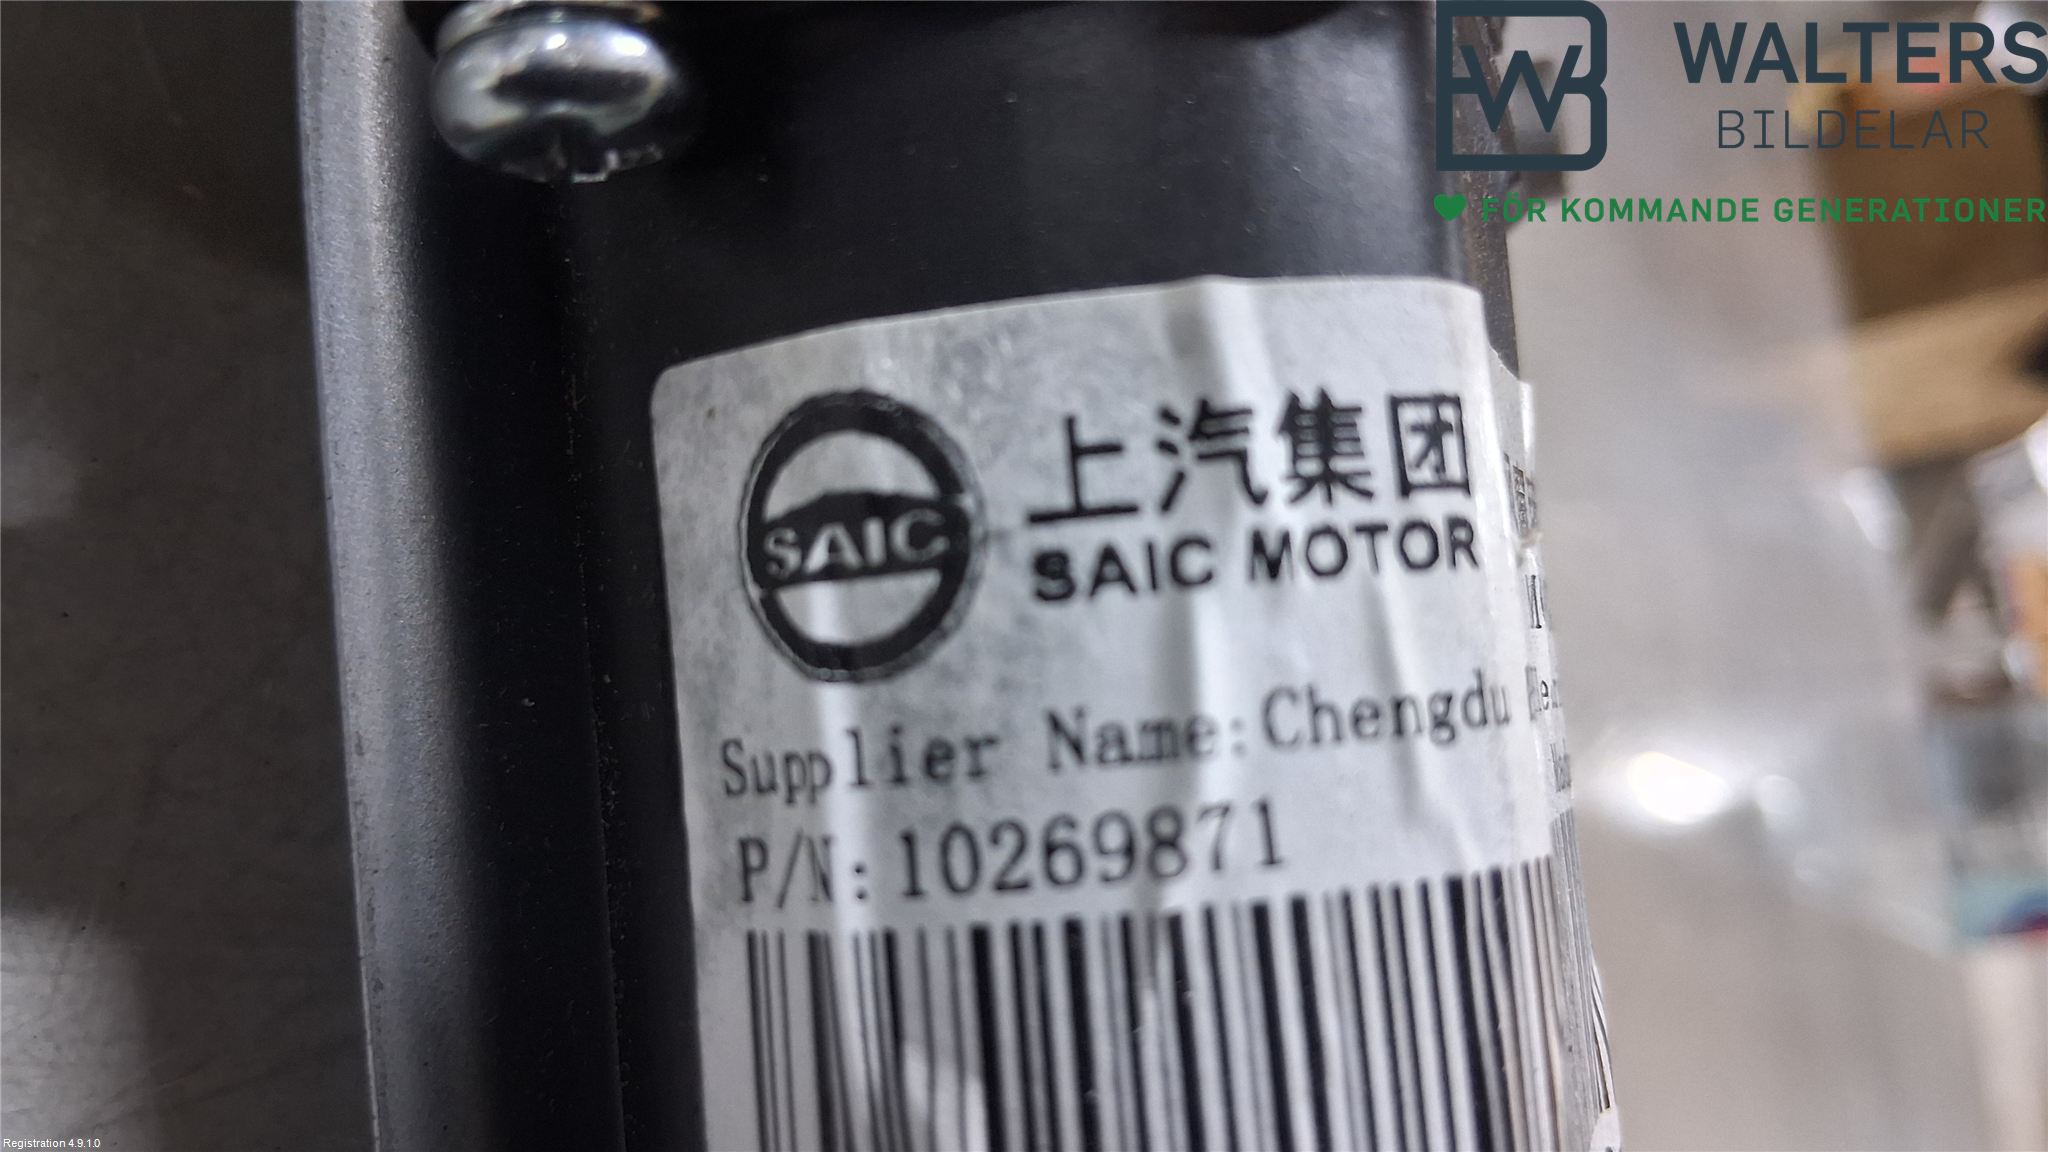 WALTERS
BILDELAR
FÖR KOMMANDE GENERATIONER
上汽集团
SAIC
SAIC MOTOR
Supplier Name:Chengdu
P/N:10269871
Registration 4.9.1.0